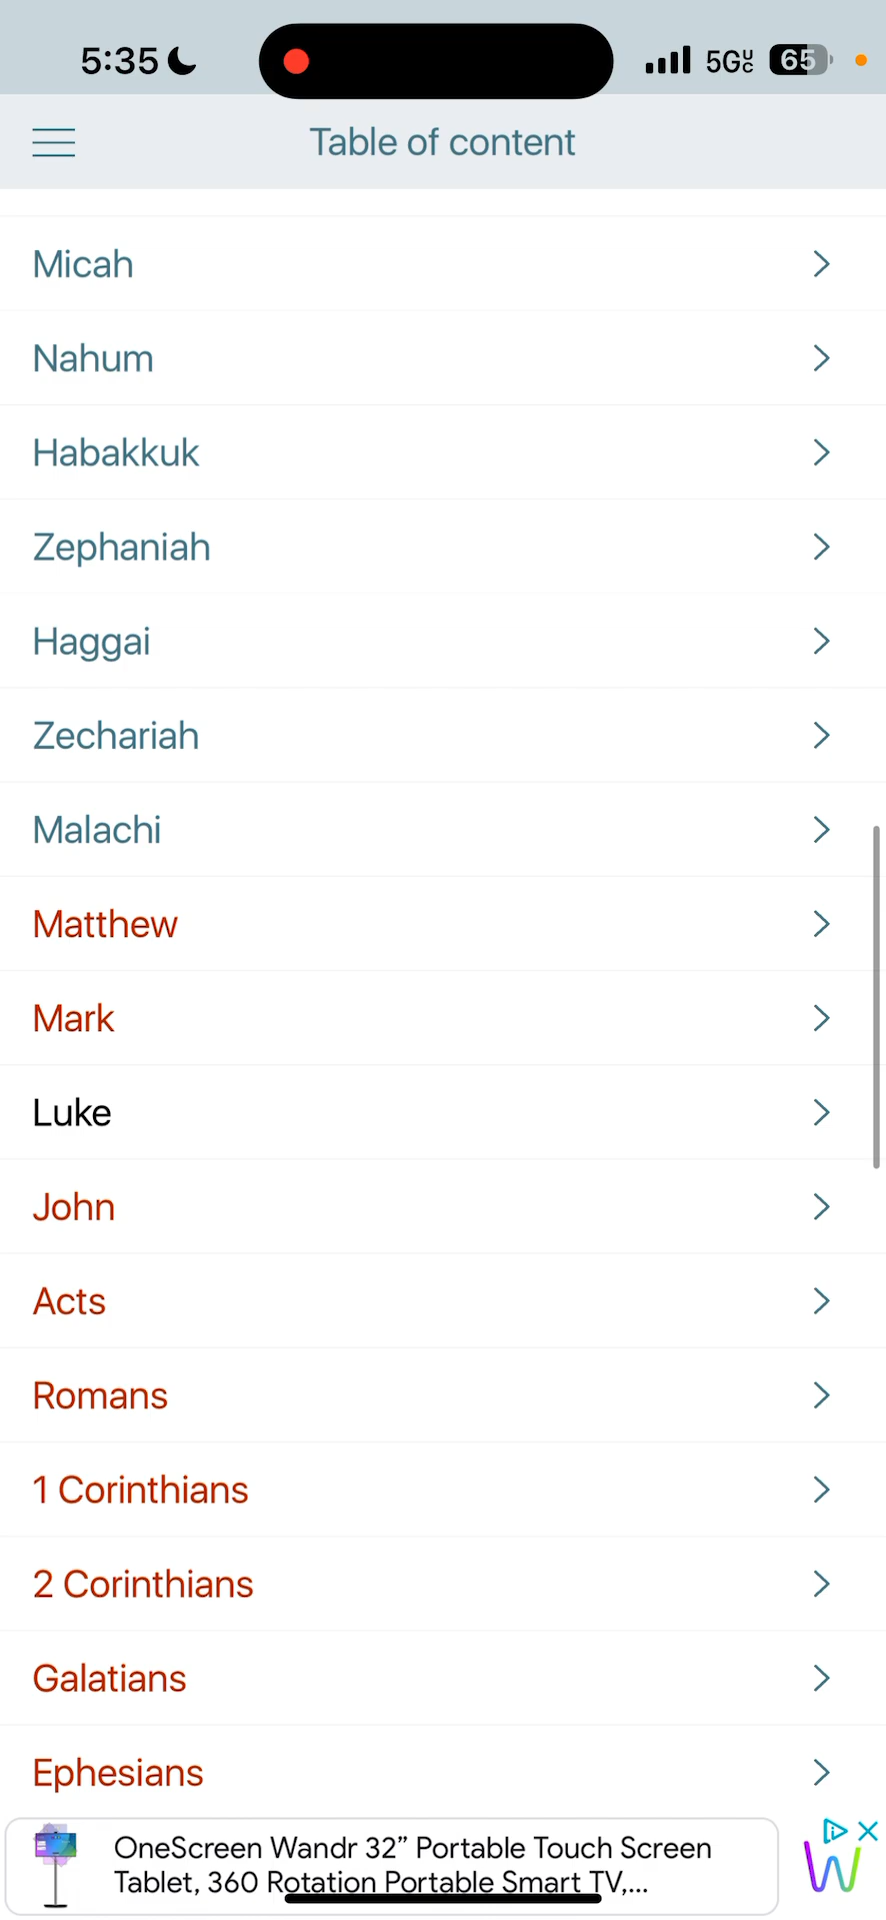 5:35
5G UC 65
Table of content
Micah
Nahum
Habakkuk
Zephaniah
Haggai
Zechariah
Malachi
Matthew
Mark
Luke
John
Acts
Romans
1 Corinthians
2 Corinthians
Galatians
Ephesians
OneScreen Wandr 32” Portable Touch Screen
Tablet, 360 Rotation Portable Smart TV,...
W